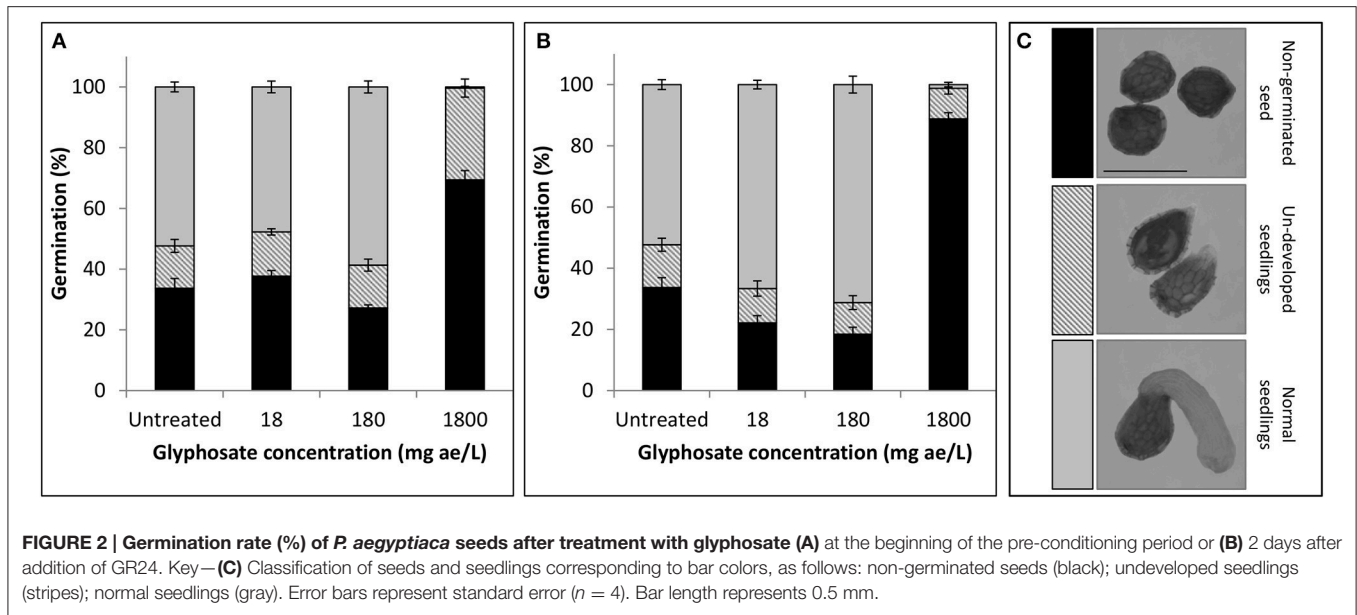 A
Germination (%)
100
80
60
40
20
0
Untreated 18 180 1800
Glyphosate concentration (mg ae/L)
B
Germination (%)
100
80
60
40
20
0
Untreated 18 180 1800
Glyphosate concentration (mg ae/L)
C
Non-germinated
seed
Un-developed
seedlings
Normal
seedlings
FIGURE 2 | Germination rate (%) of P. aegyptiaca seeds after treatment with glyphosate (A) at the beginning of the pre-conditioning period or (B) 2 days after
addition of GR24. Key—(C) Classification of seeds and seedlings corresponding to bar colors, as follows: non-germinated seeds (black); undeveloped seedlings
(stripes); normal seedlings (gray). Error bars represent standard error (n = 4). Bar length represents 0.5 mm.